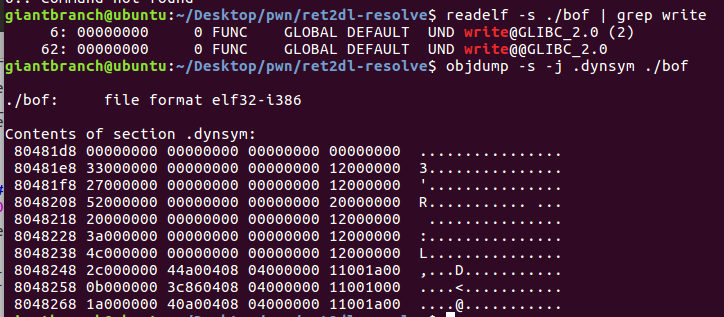 giantbranch@ubuntu:~/Desktop/pwn/ret2dl-resolve$ readelf -s ./bof | grep write
     6: 00000000     0 FUNC    GLOBAL DEFAULT  UND write@GLIBC_2.0 (2)
    62: 00000000     0 FUNC    GLOBAL DEFAULT  UND write@@GLIBC_2.0
giantbranch@ubuntu:~/Desktop/pwn/ret2dl-resolve$ objdump -s -j .dynsym ./bof
./bof:     file format elf32-i386
Contents of section .dynsym:
 80481d8 00000000 00000000 00000000 00000000  ................
 80481e8 33000000 00000000 00000000 12000000  3...............
 80481f8 27000000 00000000 00000000 12000000  '...............
 8048208 52000000 00000000 00000000 20000000  R........... ...
 8048218 20000000 00000000 00000000 12000000   ...............
 8048228 3a000000 00000000 00000000 12000000  :...............
 8048238 4c000000 00000000 00000000 12000000  L...............
 8048248 2c000000 44a00408 04000000 11001a00  ,...D...........
 8048258 0b000000 3c860408 04000000 11001000  ....<...........
 8048268 1a000000 40a00408 04000000 11001a00  ....@...........